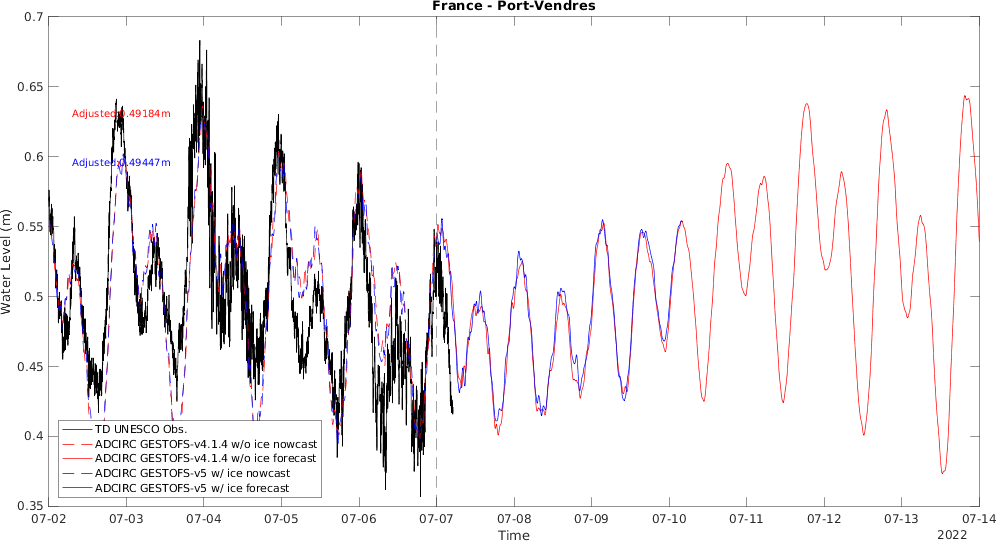 France - Port-Vendres
0.7
0.65
0.6
0.55
0.5
0.45
0.4
0.35
Water Level (m)
Adjusted:0.49184m
Adjusted:0.49447m
TD UNESCO Obs.
ADCIRC GESTOFS-v4.1.4 w/o ice nowcast
ADCIRC GESTOFS-v4.1.4 w/o ice forecast
ADCIRC GESTOFS-v5 w/ ice nowcast
ADCIRC GESTOFS-v5 w/ ice forecast
07-02 07-03 07-04 07-05 07-06 07-07 07-08 07-09 07-10 07-11 07-12 07-13 07-14
Time
2022